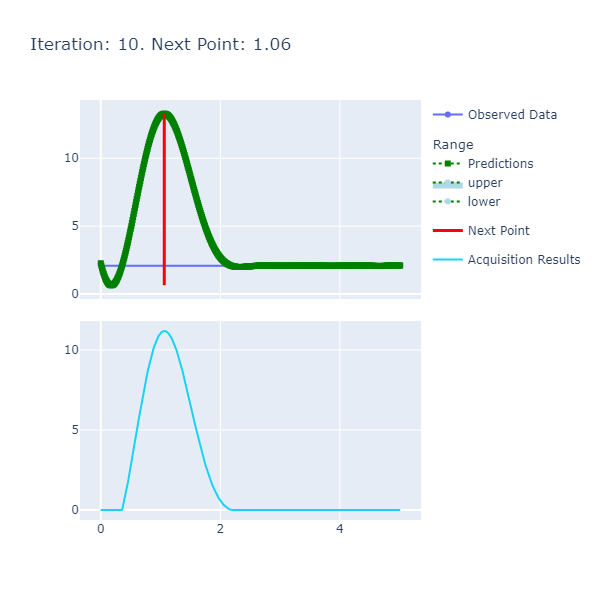 Iteration: 10. Next Point: 1.06
10
5
0
Observed Data
Range
Predictions
upper
lower
Next Point
Acquisition Results
10
5
0
0 2 4